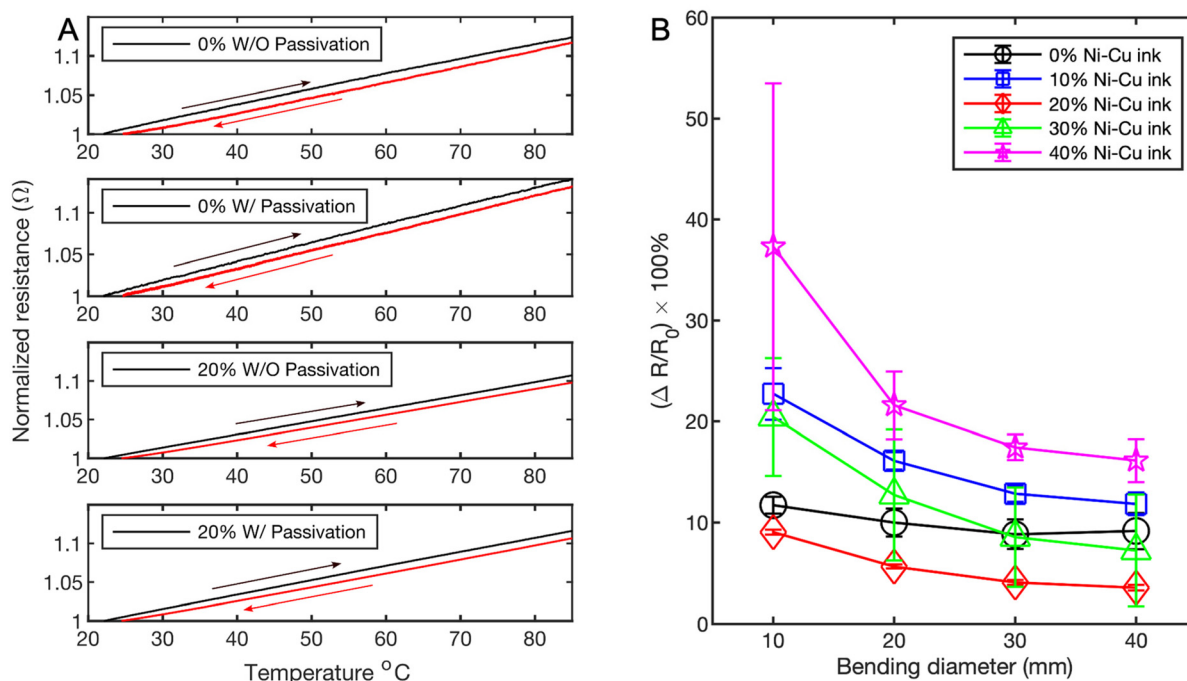 A
Normalized resistance (Ω)
0% W/O Passivation
1.1
1.05
1
20 30 40 50 60 70 80
0% W/ Passivation
1.1
1.05
1
20 30 40 50 60 70 80
20% W/O Passivation
1.1
1.05
1
20 30 40 50 60 70 80
20% W/ Passivation
1.1
1.05
1
20 30 40 50 60 70 80
Temperature °C
B
(Δ R/R0) × 100%
60
50
40
30
20
10
0
0% Ni-Cu ink
10% Ni-Cu ink
20% Ni-Cu ink
30% Ni-Cu ink
40% Ni-Cu ink
10 20 30 40
Bending diameter (mm)